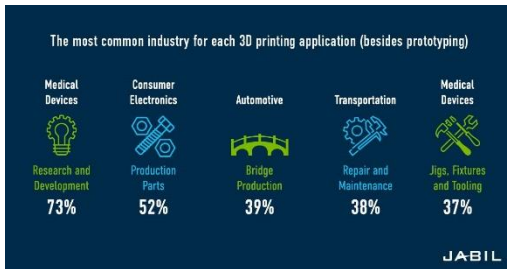 The most common industry for each 3D printing application (besides prototyping)
Medical
Devices
Research and
Development
73%
Consumer
Electronics
Production
Parts
52%
Automotive
Bridge
Production
39%
Transportation
Repair and
Maintenance
38%
Medical
Devices
Jigs, Fixtures
and Tooling
37%
JABIL